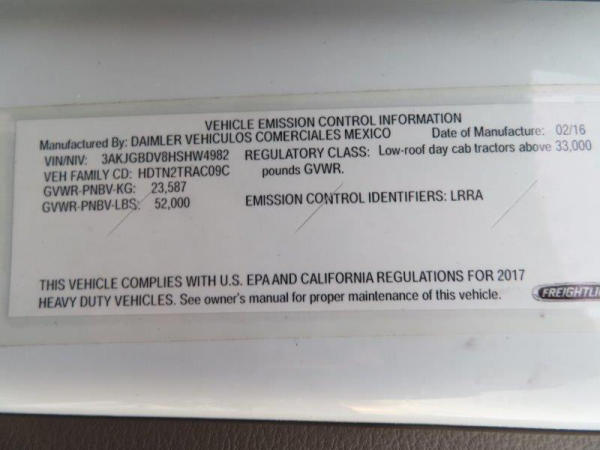 VEHICLE EMISSION CONTROL INFORMATION
Manufactured By: DAIMLER VEHICULOS COMERCIALES MEXICO Date of Manufacture: 02/16
VIN/NIV: 3AKJGBDV8HSHW4982 REGULATORY CLASS: Low-roof day cab tractors above 33,000
VEH FAMILY CD: HDTN2TRAC09C pounds GVWR.
GVWR-PNBV-KG: 23,587
GVWR-PNBV-LBS: 52,000 EMISSION CONTROL IDENTIFIERS: LRRA
THIS VEHICLE COMPLIES WITH U.S. EPA AND CALIFORNIA REGULATIONS FOR 2017
HEAVY DUTY VEHICLES. See owner's manual for proper maintenance of this vehicle.
FREIGHTLI